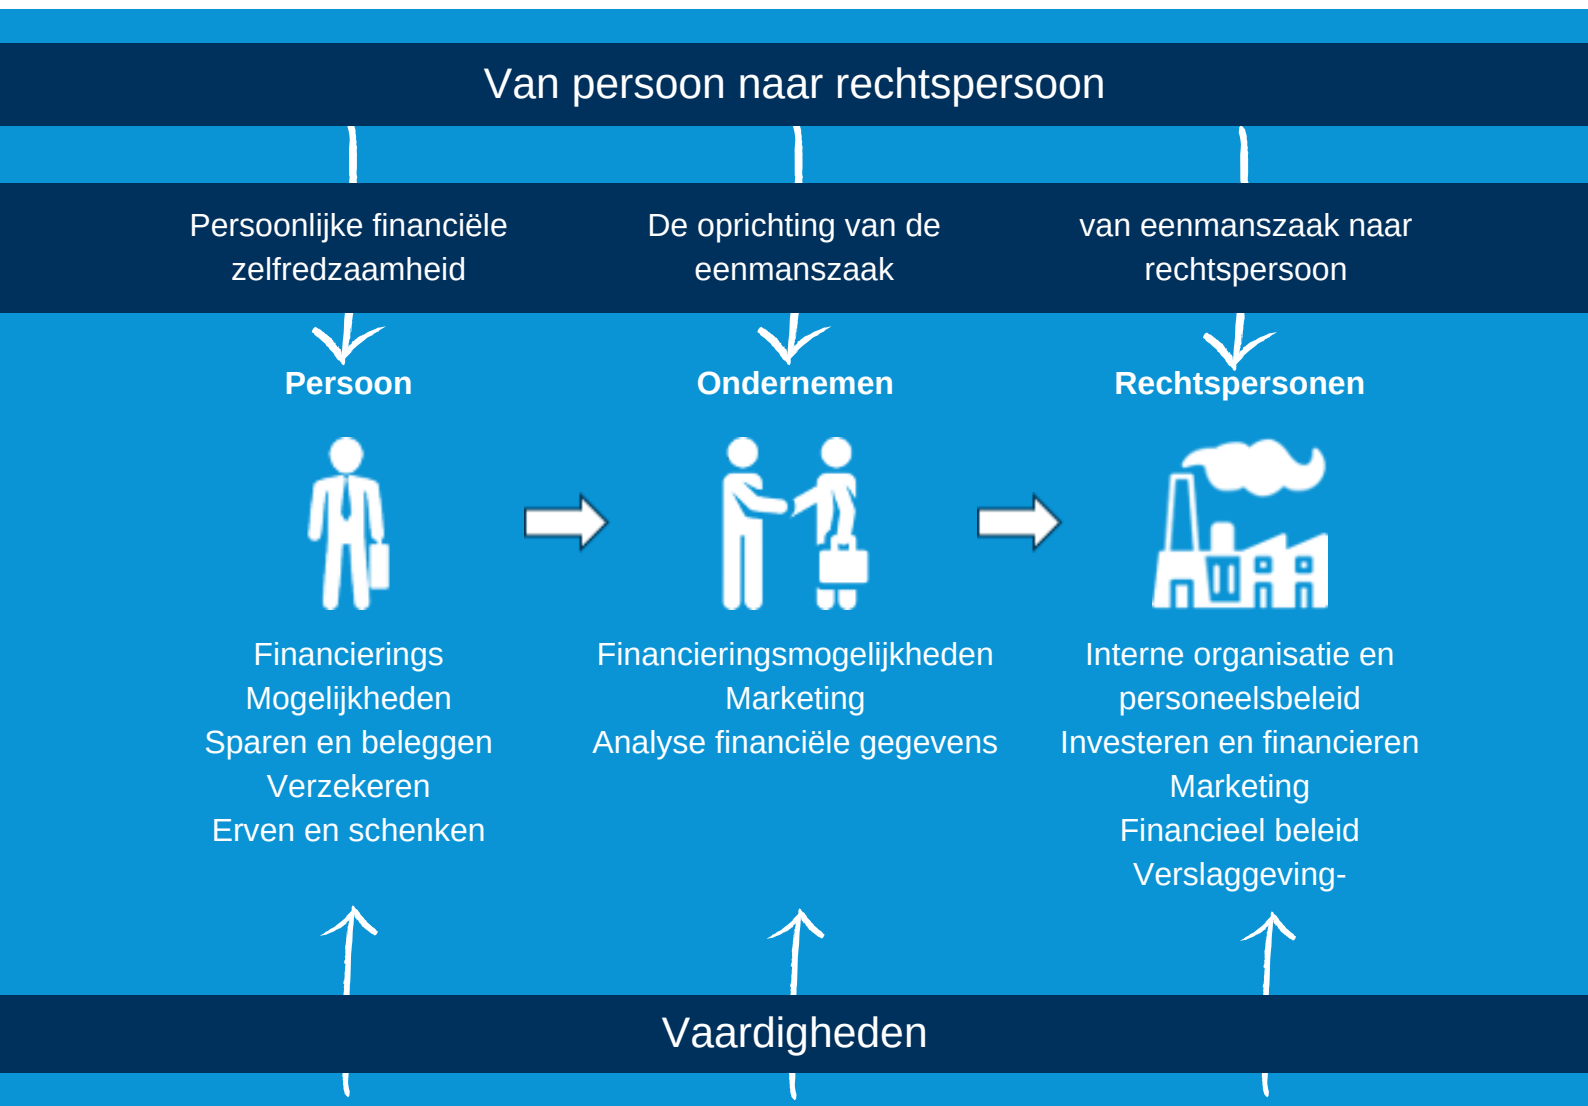 Van persoon naar rechtspersoon
Persoonlijke financiële
zelfredzaamheid
De oprichting van de
eenmanszaak
van eenmanszaak naar
rechtspersoon
Persoon
Ondernemen
Rechtspersonen
Financierings
Mogelijkheden
Sparen en beleggen
Verzekeren
Erven en schenken
Financieringsmogelijkheden
Marketing
Analyse financiële gegevens
Interne organisatie en
personeelsbeleid
Investeren en financieren
Marketing
Financieel beleid
Verslaggeving-
Vaardigheden